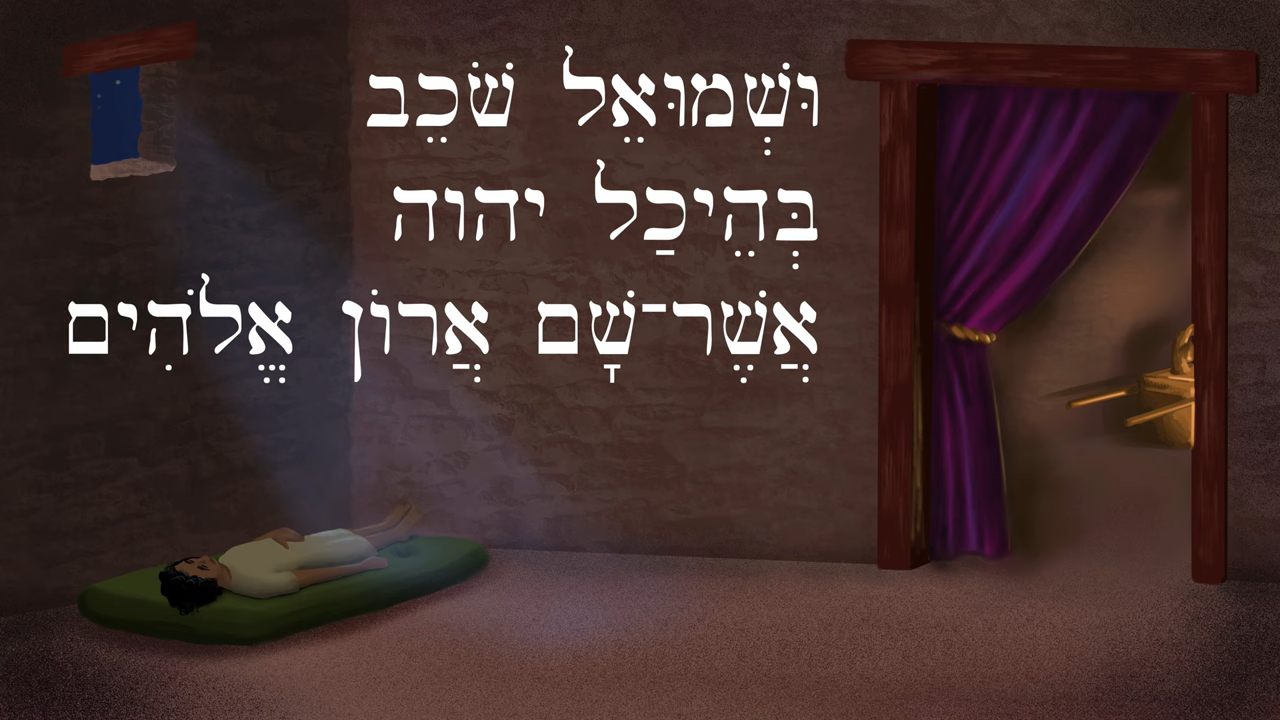 וּשְׁמוּאֵל שֹׁכֵב
בְּהֵיכַל יהוה
אֲשֶׁר־שָׁם אֲרוֹן אֱלֹהִים